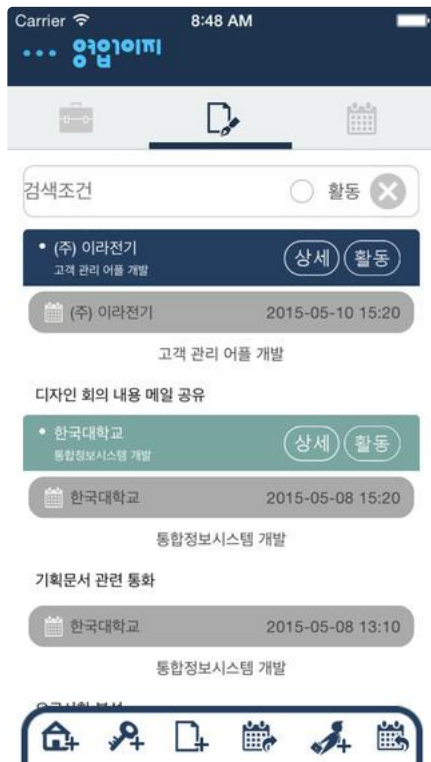 Carrier 8:48 AM
... 영업이지
검색조건 활동
• (주) 이라전기 상세 활동
고객 관리 어플 개발
(주) 이라전기 2015-05-10 15:20
고객 관리 어플 개발
디자인 회의 내용 메일 공유
• 한국대학교 상세 활동
통합정보시스템 개발
한국대학교 2015-05-08 15:20
통합정보시스템 개발
기획문서 관련 통화
한국대학교 2015-05-08 13:10
통합정보시스템 개발